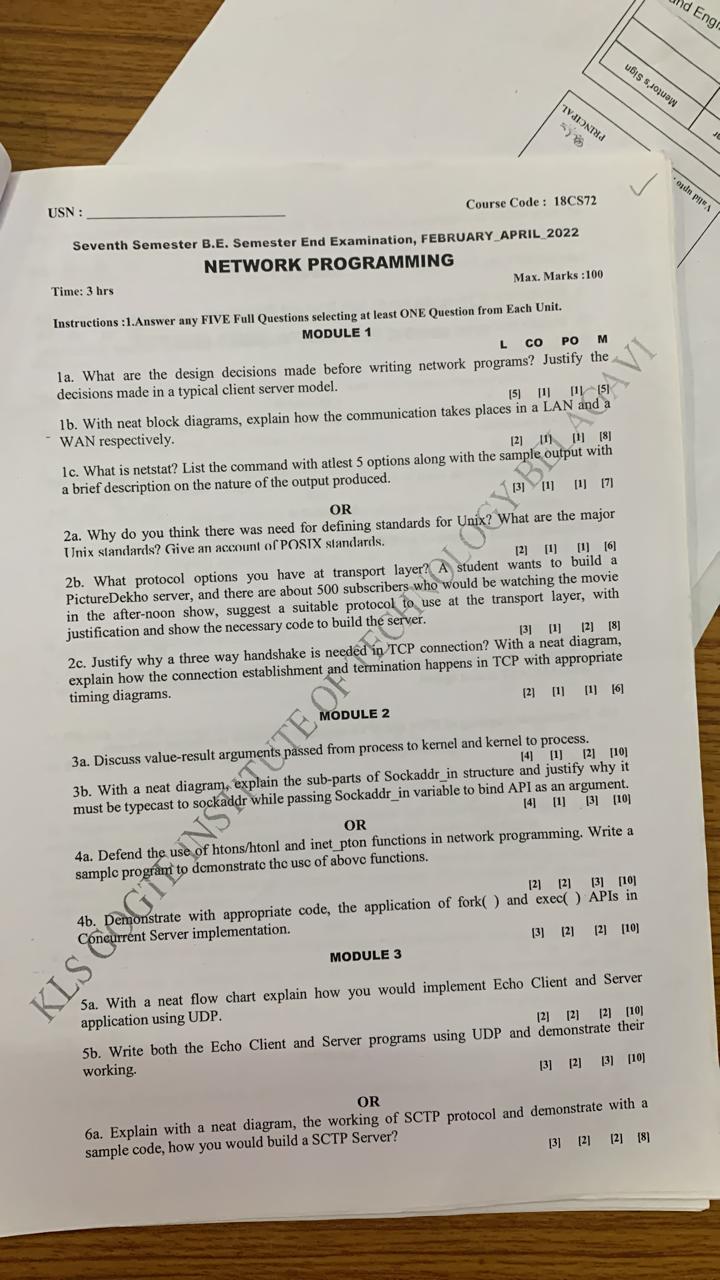 nd Engi
Mentor's Sign
PRINCIPAL
Valid upto
USN :
Course Code : 18CS72
Seventh Semester B.E. Semester End Examination, FEBRUARY_APRIL_2022
NETWORK PROGRAMMING
Time: 3 hrs
Max. Marks :100
Instructions :1.Answer any FIVE Full Questions selecting at least ONE Question from Each Unit.
MODULE 1
L CO PO M
1a. What are the design decisions made before writing network programs? Justify the
decisions made in a typical client server model.
[5] [1] [1] [5]
1b. With neat block diagrams, explain how the communication takes places in a LAN and a
WAN respectively.
[2] [1] [1] [8]
1c. What is netstat? List the command with atlest 5 options along with the sample output with
a brief description on the nature of the output produced.
[3] [1] [1] [7]
OR
2a. Why do you think there was need for defining standards for Unix? What are the major
Unix standards? Give an account of POSIX standards.
[2] [1] [1] [6]
2b. What protocol options you have at transport layer? A student wants to build a
PictureDekho server, and there are about 500 subscribers who would be watching the movie
in the after-noon show, suggest a suitable protocol to use at the transport layer, with
justification and show the necessary code to build the server.
[3] [1] [2] [8]
2c. Justify why a three way handshake is needed in TCP connection? With a neat diagram,
explain how the connection establishment and termination happens in TCP with appropriate
timing diagrams.
[2] [1] [1] [6]
MODULE 2
3a. Discuss value-result arguments passed from process to kernel and kernel to process.
[4] [1] [2] [10]
3b. With a neat diagram, explain the sub-parts of Sockaddr_in structure and justify why it
must be typecast to sockaddr while passing Sockaddr_in variable to bind API as an argument.
[4] [1] [3] [10]
OR
4a. Defend the use of htons/htonl and inet_pton functions in network programming. Write a
sample program to demonstrate the use of above functions.
[2] [2] [3] [10]
4b. Demonstrate with appropriate code, the application of fork( ) and exec( ) APIs in
Concurrent Server implementation.
[3] [2] [2] [10]
MODULE 3
5a. With a neat flow chart explain how you would implement Echo Client and Server
application using UDP.
[2] [2] [2] [10]
5b. Write both the Echo Client and Server programs using UDP and demonstrate their
working.
[3] [2] [3] [10]
OR
6a. Explain with a neat diagram, the working of SCTP protocol and demonstrate with a
sample code, how you would build a SCTP Server?
[3] [2] [2] [8]
KLS GOGTE INSTITUTE OF TECHNOLOGY BELAGAVI